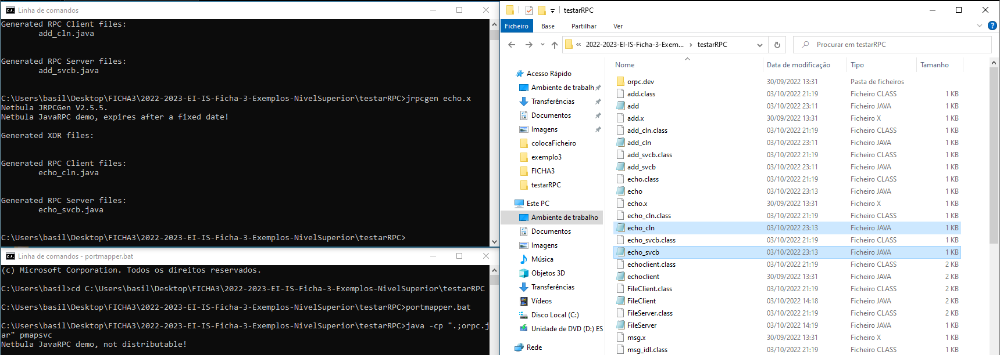 Linha de comandos
Generated RPC Client files:
add_cln.java
Generated RPC Server files:
add_svcb.java
C:\Users\basil\Desktop\FICHA3\2022-2023-EI-IS-Ficha-3-Exemplos-NivelSuperior\testarRPC>jrpcgen echo.x
Netbula JRPCGen V2.5.5.
Netbula JavaRPC demo, expires after a fixed date!
Generated XDR files:
Generated RPC Client files:
echo_cln.java
Generated RPC Server files:
echo_svcb.java
C:\Users\basil\Desktop\FICHA3\2022-2023-EI-IS-Ficha-3-Exemplos-NivelSuperior\testarRPC>
Linha de comandos - portmapper.bat
(c) Microsoft Corporation. Todos os direitos reservados.
C:\Users\basil>cd C:\Users\basil\Desktop\FICHA3\2022-2023-EI-IS-Ficha-3-Exemplos-NivelSuperior\testarRPC
C:\Users\basil\Desktop\FICHA3\2022-2023-EI-IS-Ficha-3-Exemplos-NivelSuperior\testarRPC>portmapper.bat
C:\Users\basil\Desktop\FICHA3\2022-2023-EI-IS-Ficha-3-Exemplos-NivelSuperior\testarRPC>java -cp ".;orpc.j
ar" pmapsvc
Netbula JavaRPC demo, not distributable!
testarRPC
Ficheiro Base Partilhar Ver
« 2022-2023-EI-IS-Ficha-3-Exem... › testarRPC
Procurar em testarRPC
Acesso Rápido
Ambiente de trabalh
Transferências
Documentos
Imagens
colocaFicheiro
exemplo3
FICHA3
testarRPC
Este PC
Ambiente de trabalho
Documentos
Imagens
Música
Objetos 3D
Transferências
Vídeos
Disco Local (C:)
Unidade de DVD (D:) ES
Rede
Nome Data de modificação Tipo Tamanho
orpc.dev 30/09/2022 13:31 Pasta de ficheiros
add.class 03/10/2022 21:19 Ficheiro CLASS 1 KB
add 03/10/2022 23:11 Ficheiro JAVA 1 KB
add.x 30/09/2022 13:31 Ficheiro X 1 KB
add_cln.class 03/10/2022 21:19 Ficheiro CLASS 1 KB
add_cln 03/10/2022 23:11 Ficheiro JAVA 1 KB
add_svcb.class 03/10/2022 21:19 Ficheiro CLASS 1 KB
add_svcb 03/10/2022 23:11 Ficheiro JAVA 1 KB
echo.class 03/10/2022 21:19 Ficheiro CLASS 1 KB
echo 03/10/2022 23:13 Ficheiro JAVA 1 KB
echo.x 30/09/2022 13:31 Ficheiro X 1 KB
echo_cln.class 03/10/2022 21:19 Ficheiro CLASS 1 KB
echo_cln 03/10/2022 23:13 Ficheiro JAVA 1 KB
echo_svcb.class 03/10/2022 21:19 Ficheiro CLASS 1 KB
echo_svcb 03/10/2022 23:13 Ficheiro JAVA 1 KB
echoclient.class 03/10/2022 21:19 Ficheiro CLASS 2 KB
echoclient 30/09/2022 13:31 Ficheiro JAVA 2 KB
FileClient.class 03/10/2022 21:19 Ficheiro CLASS 2 KB
FileClient 03/10/2022 14:18 Ficheiro JAVA 2 KB
FileServer.class 03/10/2022 21:19 Ficheiro CLASS 2 KB
FileServer 03/10/2022 14:19 Ficheiro JAVA 1 KB
msg.x 30/09/2022 13:31 Ficheiro X 1 KB
msg_idl.class 03/10/2022 21:19 Ficheiro CLASS 1 KB